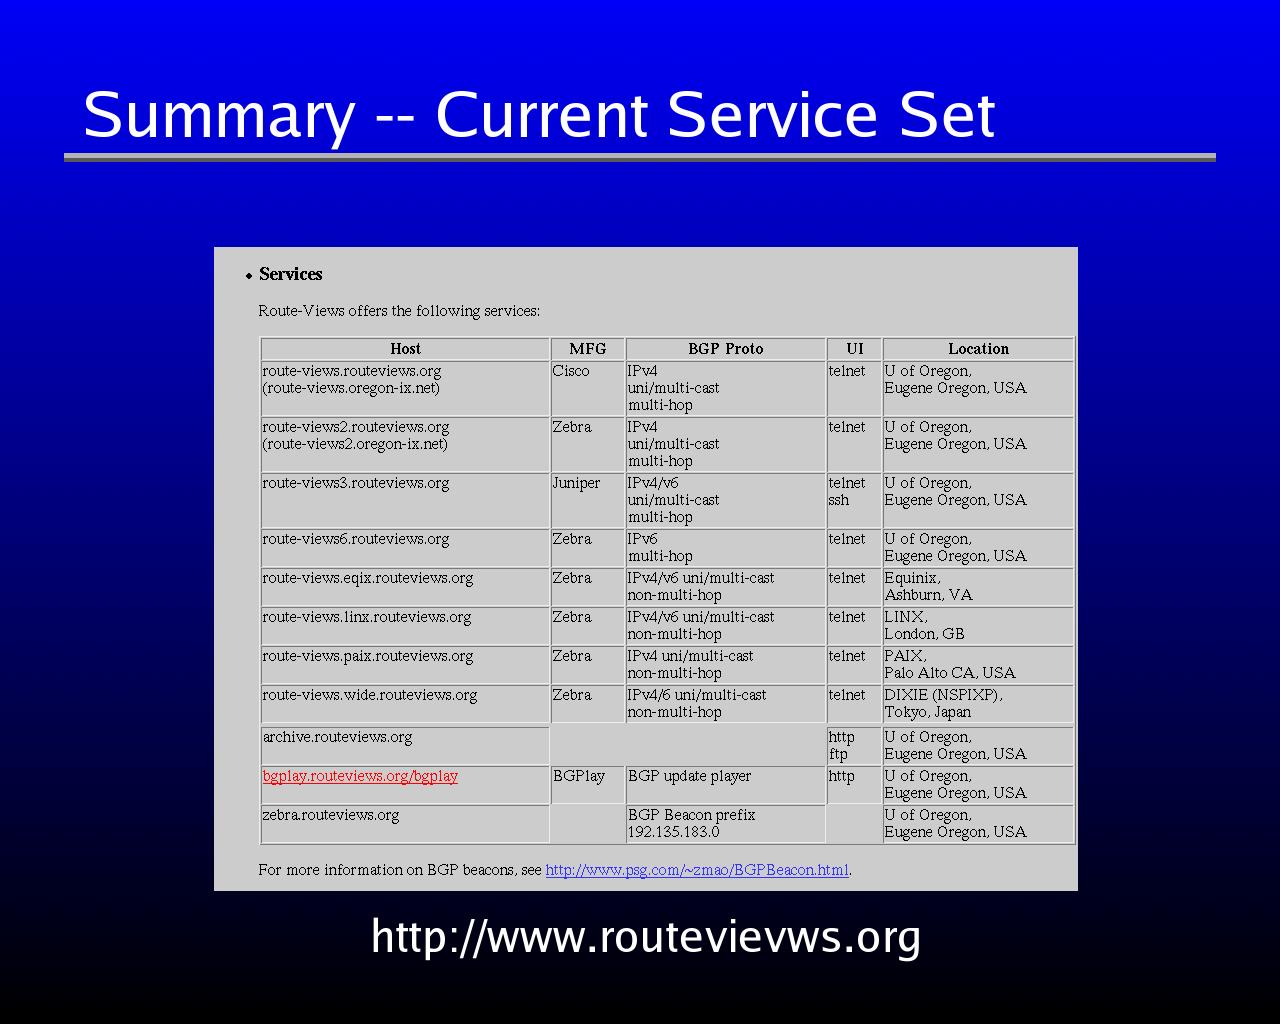 Summary -- Current Service Set
Services
Route-Views offers the following services:
Host MFG BGP Proto UI Location
route-views.routeviews.org Cisco IPv4 telnet U of Oregon,
(route-views.oregon-ix.net) uni/multi-cast Eugene Oregon, USA
multi-hop
route-views2.routeviews.org Zebra IPv4 telnet U of Oregon,
(route-views2.oregon-ix.net) uni/multi-cast Eugene Oregon, USA
multi-hop
route-views3.routeviews.org Juniper IPv4/v6 telnet U of Oregon,
uni/multi-cast ssh Eugene Oregon, USA
multi-hop
route-views6.routeviews.org Zebra IPv6 telnet U of Oregon,
multi-hop Eugene Oregon, USA
route-views.eqix.routeviews.org Zebra IPv4/v6 uni/multi-cast telnet Equinix,
non-multi-hop Ashburn, VA
route-views.linx.routeviews.org Zebra IPv4/v6 uni/multi-cast telnet LINX,
non-multi-hop London, GB
route-views.paix.routeviews.org Zebra IPv4 uni/multi-cast telnet PAIX,
non-multi-hop Palo Alto CA, USA
route-views.wide.routeviews.org Zebra IPv4/6 uni/multi-cast telnet DIXIE (NSPIXP),
non-multi-hop Tokyo, Japan
archive.routeviews.org http U of Oregon,
ftp Eugene Oregon, USA
bgplay.routeviews.org/bgplay BGPlay BGP update player http U of Oregon,
Eugene Oregon, USA
zebra.routeviews.org BGP Beacon prefix U of Oregon,
192.135.183.0 Eugene Oregon, USA
For more information on BGP beacons, see http://www.psg.com/~zmao/BGPBeacon.html.
http://www.routevievws.org